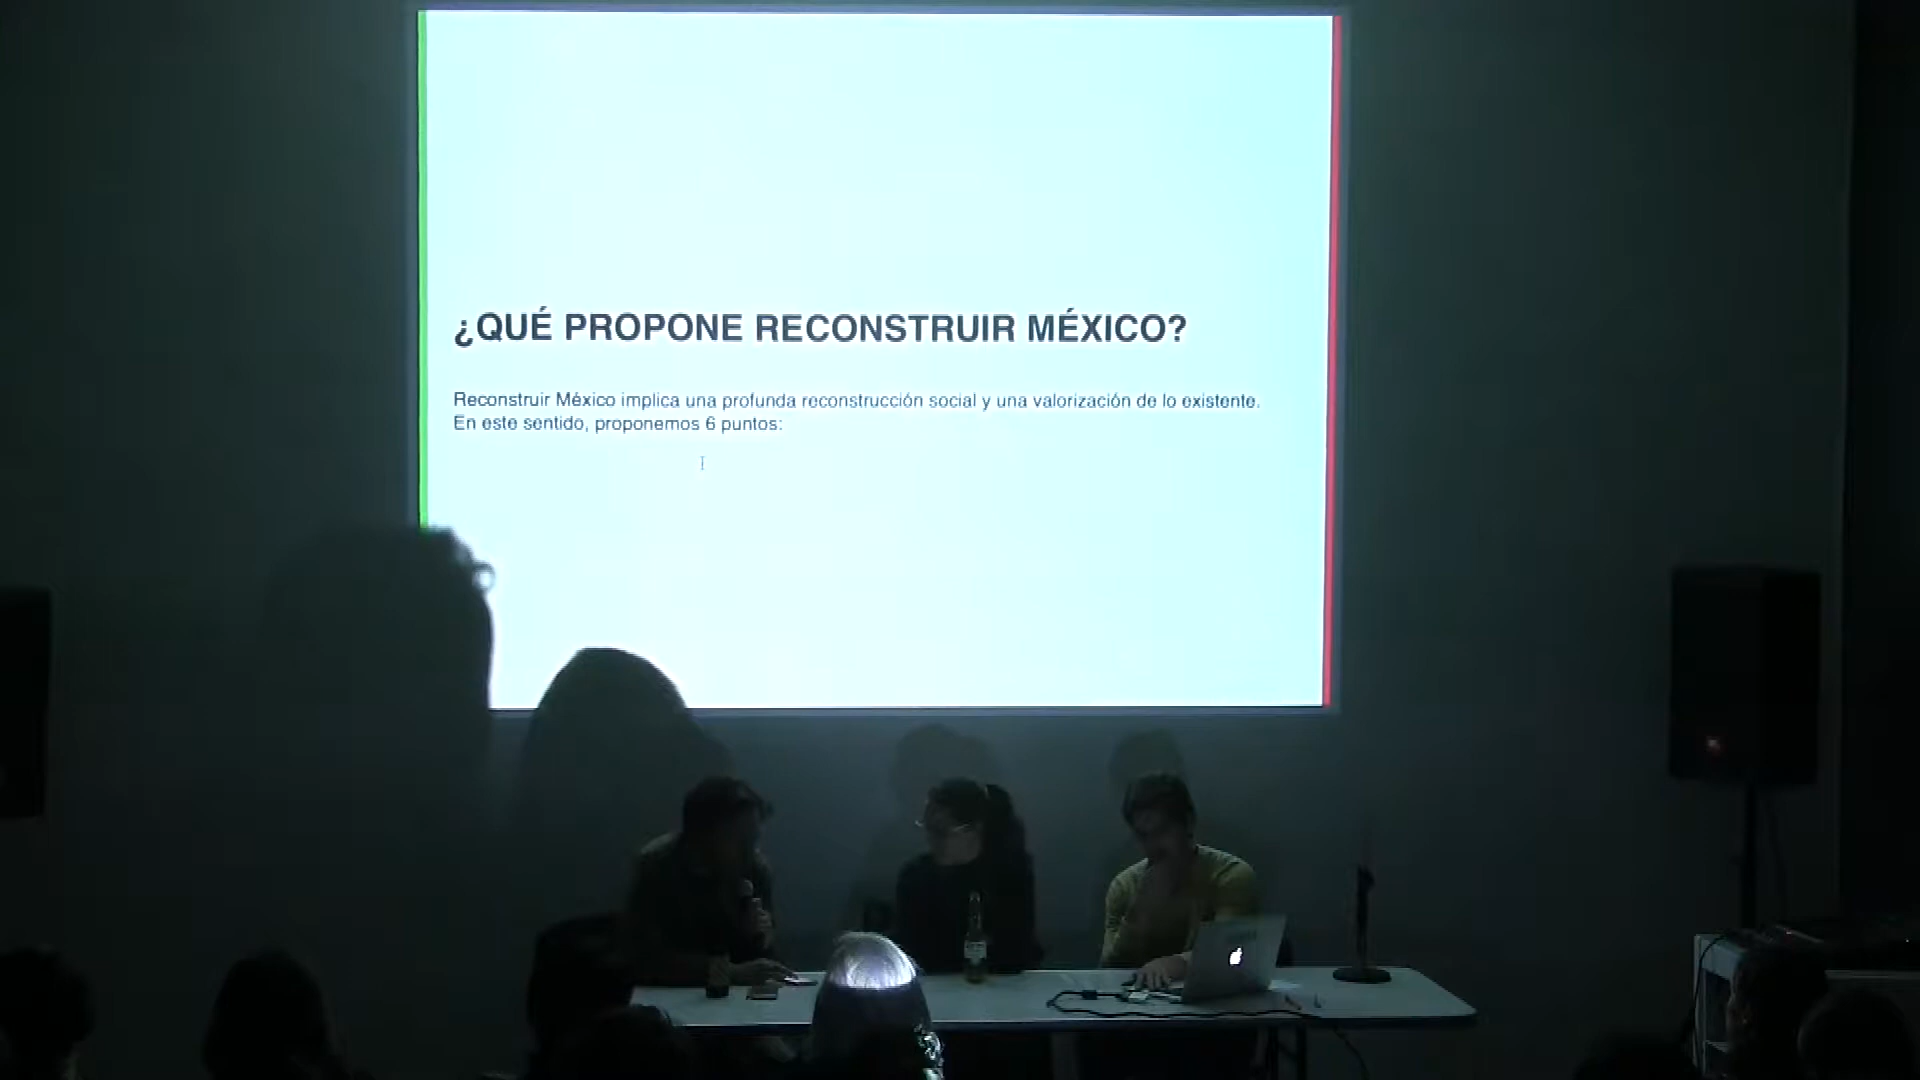 ¿QUÉ PROPONE RECONSTRUIR MÉXICO?
Reconstruir México implica una profunda reconstrucción social y una valorización de lo existente.
En este sentido, proponemos 6 puntos: